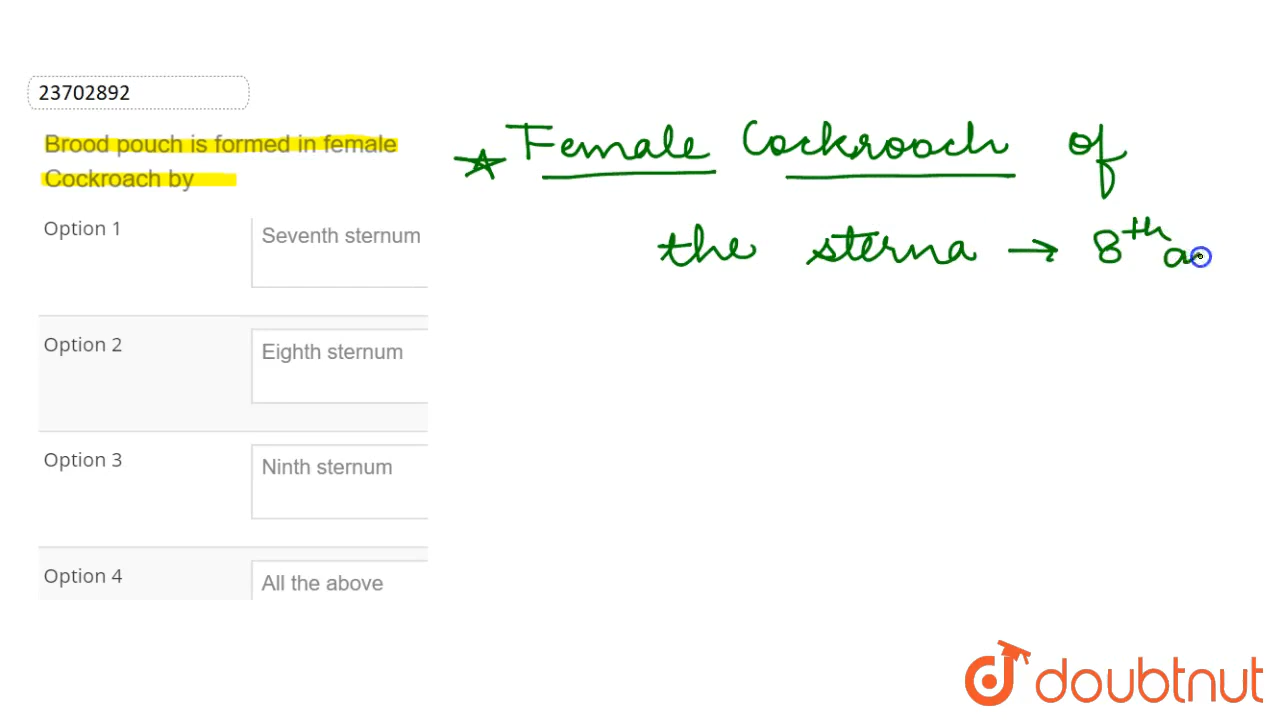 23702892
Brood pouch is formed in female
Cockroach by
Option 1
Seventh sternum
Option 2
Eighth sternum
Option 3
Ninth sternum
Option 4
All the above
Female Cockroach of
the sterna → 8th
doubtnut